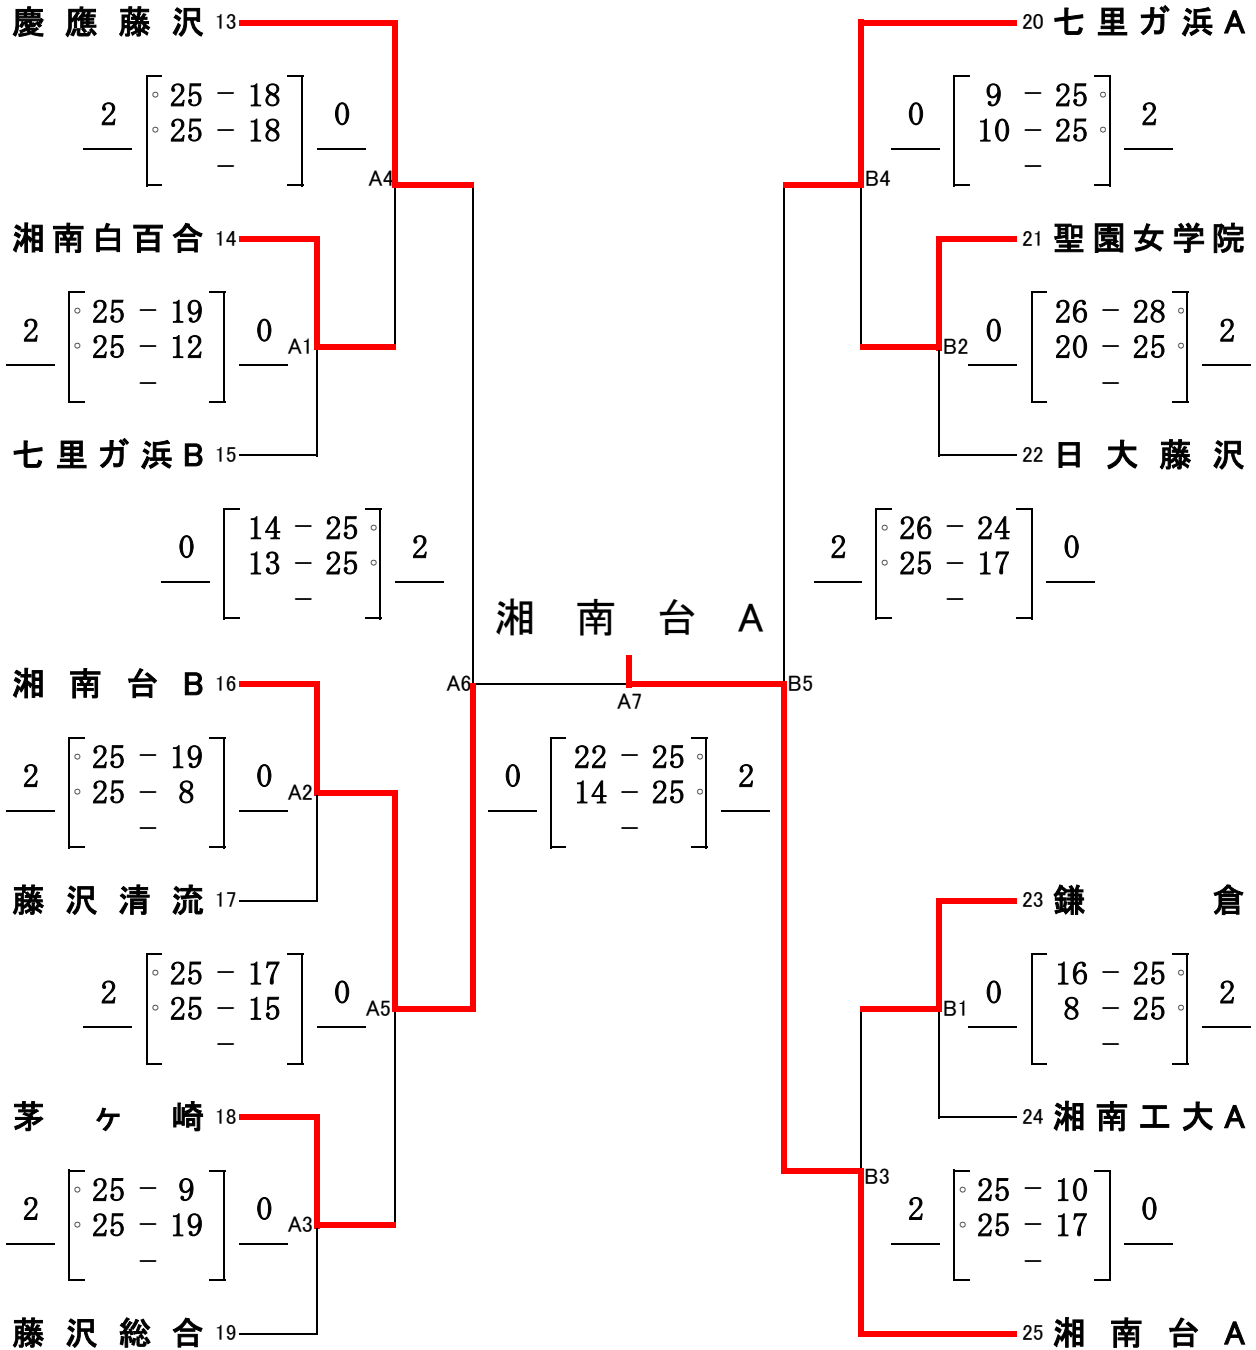 慶應藤沢 13
20 七里ガ浜A
2 25 − 18 0
25 − 18
−
0 9 − 25 2
10 − 25
−
A4
B4
湘南白百合 14
21 聖園女学院
2 25 − 19 0
25 − 12
−
A1
0 26 − 28 2
20 − 25
−
B2
七里ガ浜B 15
22 日大藤沢
0 14 − 25 2
13 − 25
−
2 26 − 24 0
25 − 17
−
湘南台A
湘南台B 16
A6
A7
B5
2 25 − 19 0
25 − 8
−
A2
0 22 − 25 2
14 − 25
−
藤沢清流 17
23 鎌倉
2 25 − 17 0
25 − 15
−
A5
0 16 − 25 2
8 − 25
−
B1
茅ヶ崎 18
24 湘南工大A
B3
2 25 − 9 0
25 − 19
−
A3
2 25 − 10 0
25 − 17
−
藤沢総合 19
25 湘南台A